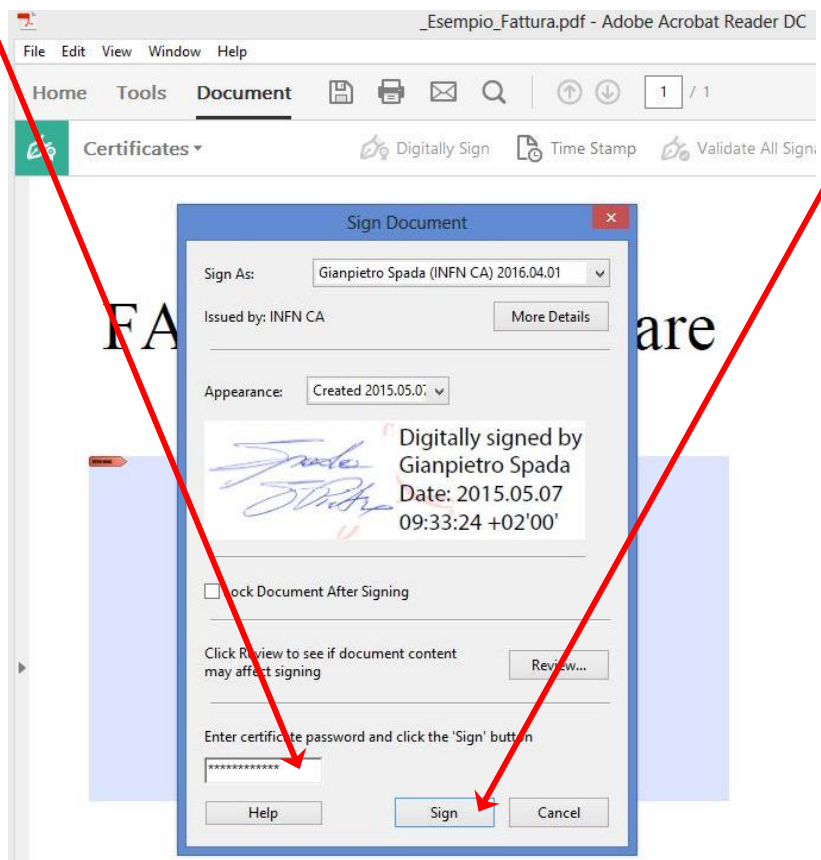 _Esempio_Fattura.pdf - Adobe Acrobat Reader DC
File Edit View Window Help
Home Tools Document 1 / 1
Certificates Digitally Sign Time Stamp Validate All Signa
Sign Document
Sign As: Gianpietro Spada (INFN CA) 2016.04.01
Issued by: INFN CA More Details
FA are
Appearance: Created 2015.05.07
Digitally signed by
Gianpietro Spada
Date: 2015.05.07
09:33:24 +02'00'
Lock Document After Signing
Click Review to see if document content
may affect signing
Review...
Enter certificate password and click the 'Sign' button
************
Help Sign Cancel